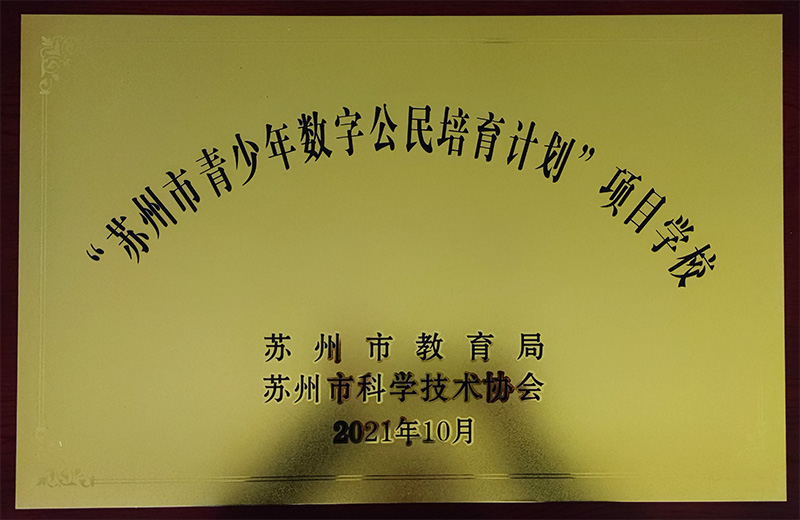 “苏州市青少年数字公民培育计划”项目学校
苏州市教育局
苏州市科学技术协会
2021年10月